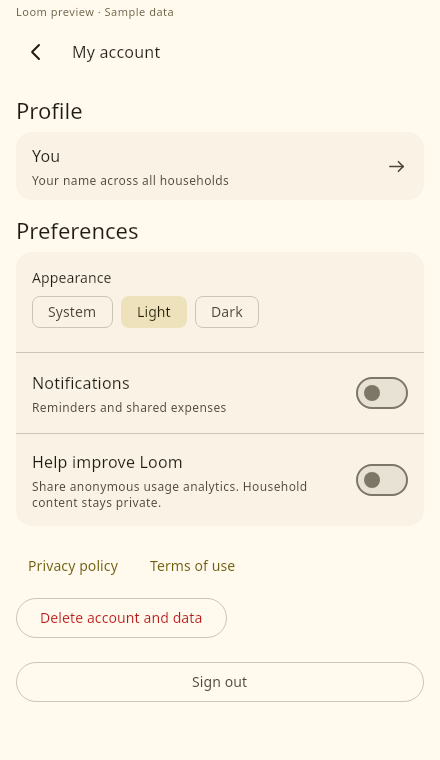 Loom preview · Sample data
My account
Profile
You
Your name across all households
Preferences
Appearance
System Light Dark
Notifications
Reminders and shared expenses
Help improve Loom
Share anonymous usage analytics. Household
content stays private.
Privacy policy Terms of use
Delete account and data
Sign out